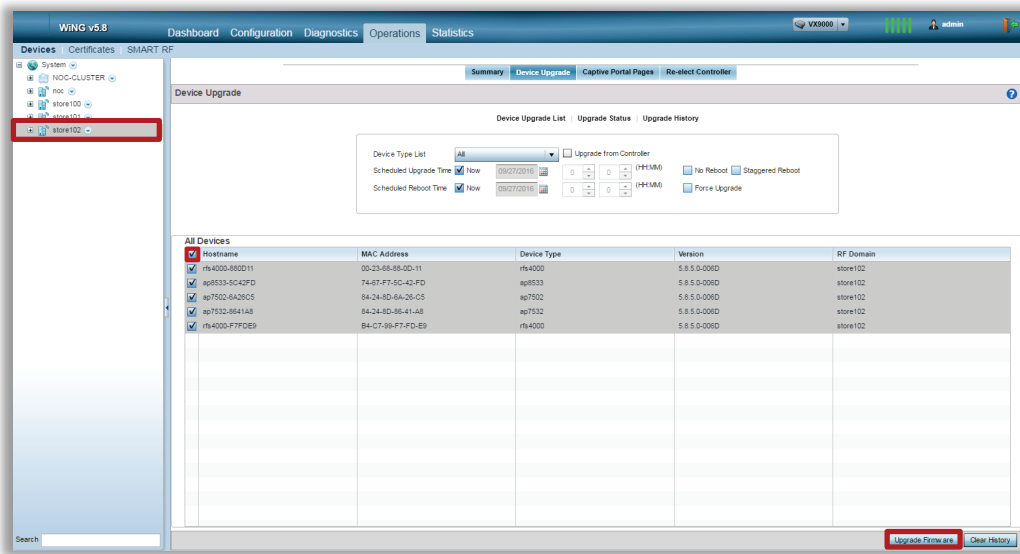 WiNG v5.8
Dashboard Configuration Diagnostics Operations Statistics
VX9000
admin
Devices Certificates SMART RF
System
NOC-CLUSTER
noc
store100
store101
store102
Summary Device Upgrade Captive Portal Pages Re-elect Controller
Device Upgrade
Device Upgrade List | Upgrade Status | Upgrade History
Device Type List All Upgrade from Controller
Scheduled Upgrade Time Now 09/27/2016 0 0 (HH:MM) No Reboot Staggered Reboot
Scheduled Reboot Time Now 09/27/2016 0 0 (HH:MM) Force Upgrade
All Devices
Hostname MAC Address Device Type Version RF Domain
rfs4000-880D11 00-23-68-88-0D-11 rfs4000 5.8.5.0-006D store102
ap8533-5C42FD 74-67-F7-5C-42-FD ap8533 5.8.5.0-006D store102
ap7502-6A26C5 84-24-8D-6A-26-C5 ap7502 5.8.5.0-006D store102
ap7532-8641A8 84-24-8D-86-41-A8 ap7532 5.8.5.0-006D store102
rfs4000-F7FDE9 B4-C7-99-F7-FD-E9 rfs4000 5.8.5.0-006D store102
Search
Upgrade Firmware Clear History